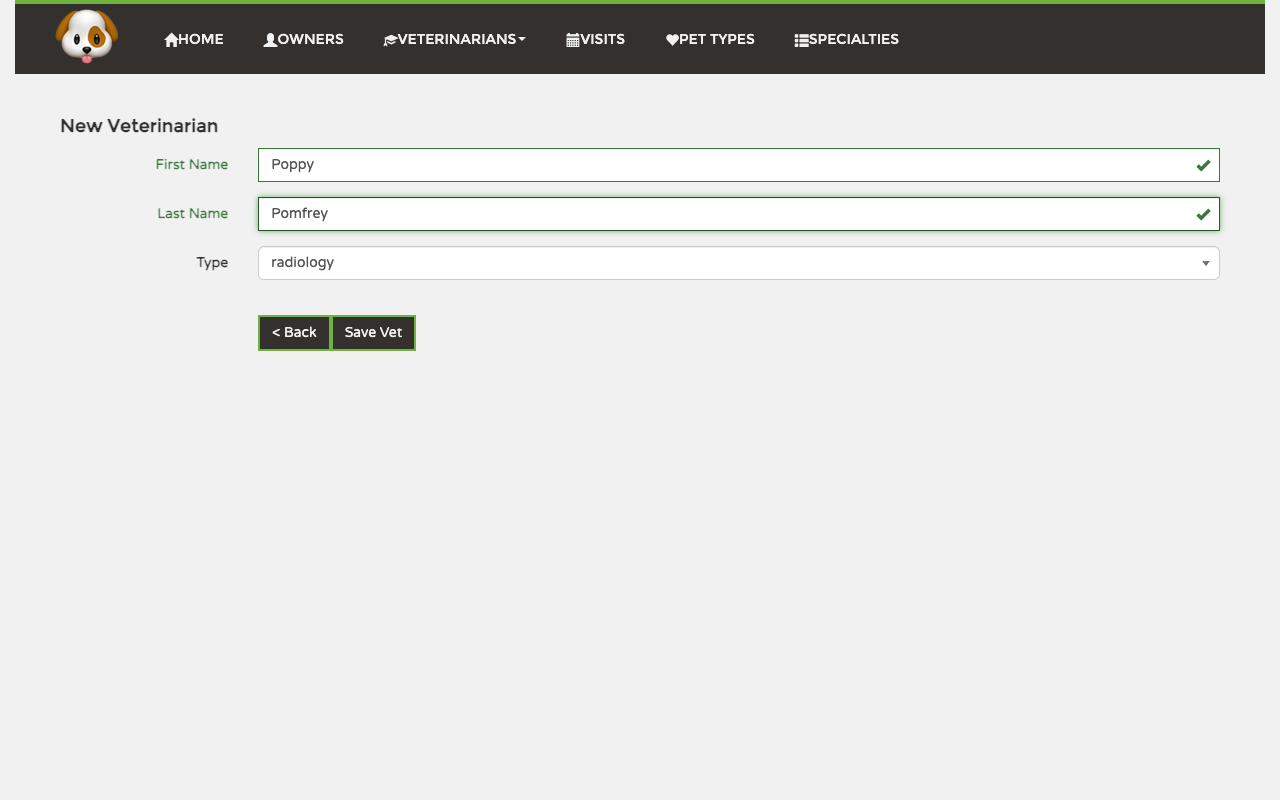 HOME OWNERS VETERINARIANS VISITS PET TYPES SPECIALTIES
New Veterinarian
First Name Poppy
Last Name Pomfrey
Type radiology
< Back Save Vet